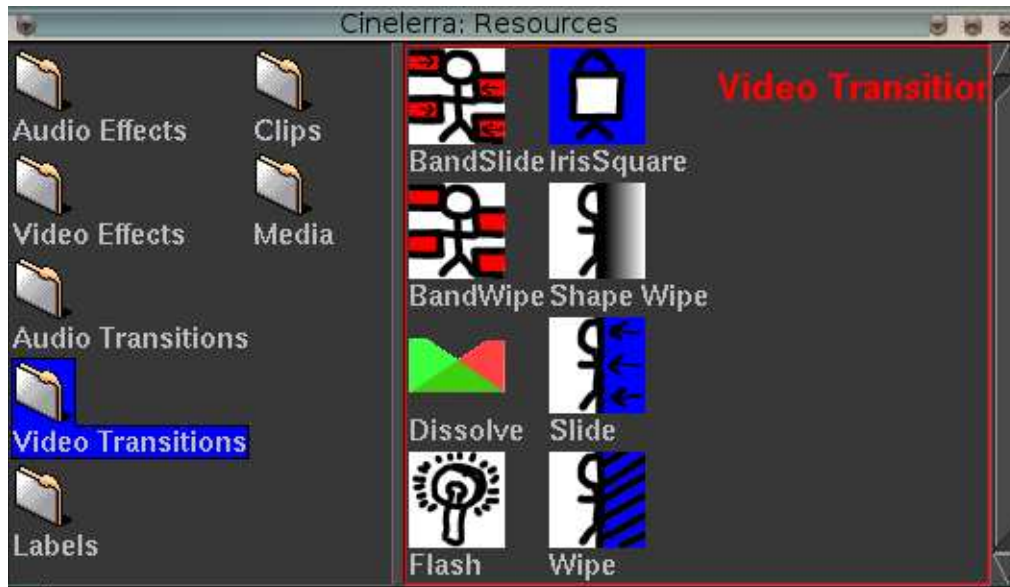 Cinelerra: Resources
Audio Effects
Clips
Video Effects
Media
Audio Transitions
Video Transitions
Labels
Video Transition
BandSlide
IrisSquare
BandWipe
Shape Wipe
Dissolve
Slide
Flash
Wipe